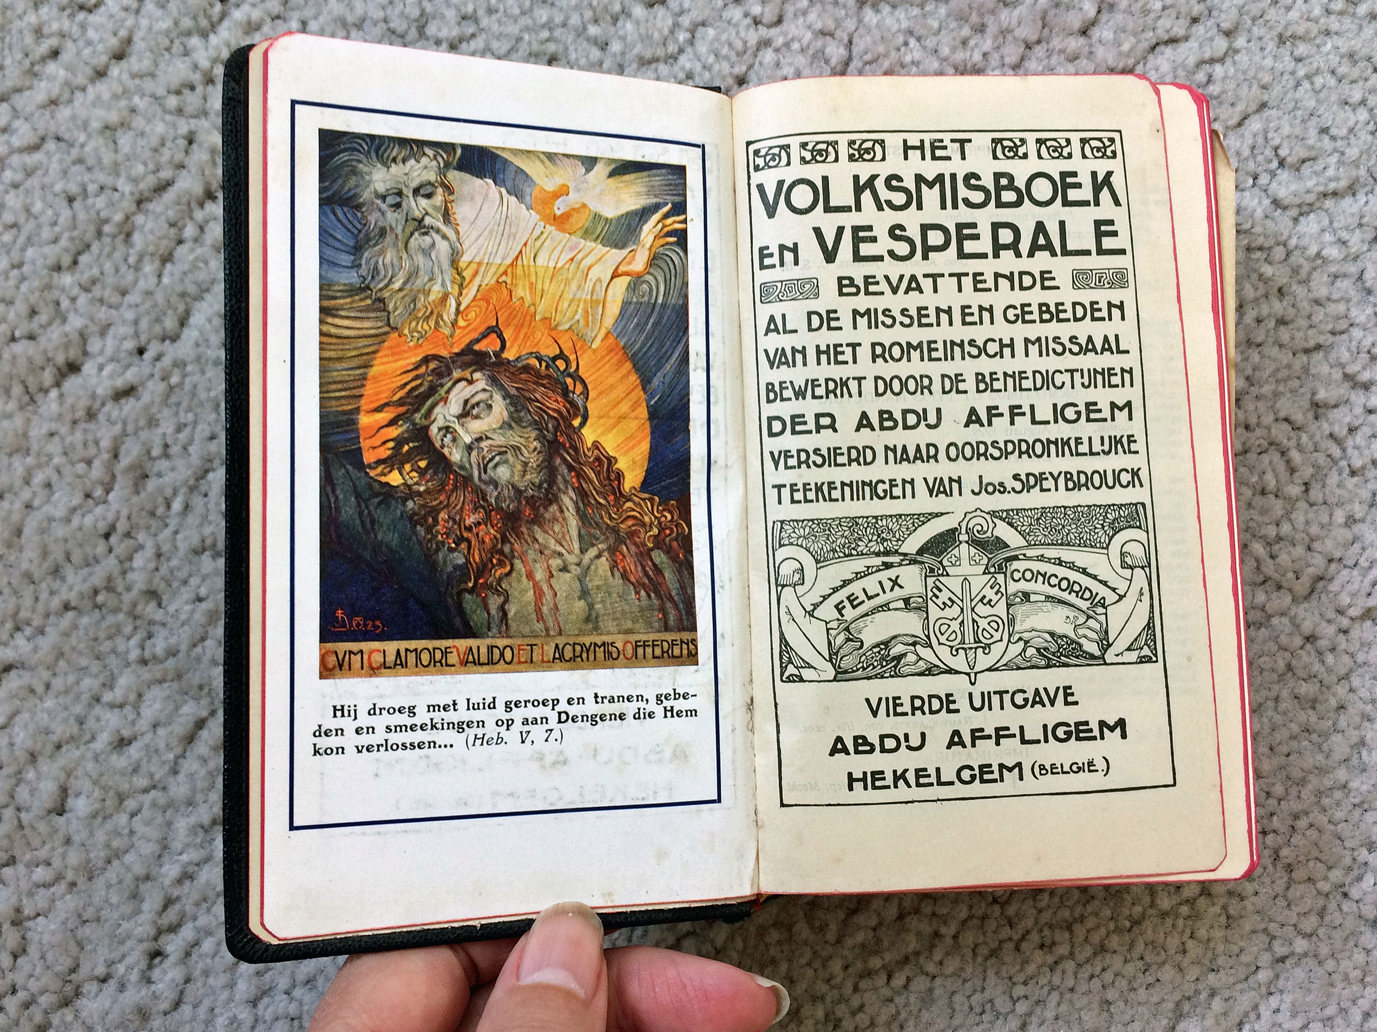 CVM CLAMORE VALIDO ET LACRYMIS OFFERENS
Hij droeg met luid geroep en tranen, gebe-
den en smeekingen op aan Dengene die Hem
kon verlossen... (Heb. V, 7.)
HET
VOLKSMISBOEK
EN VESPERALE
BEVATTENDE
AL DE MISSEN EN GEBEDEN
VAN HET ROMEINSCH MISSAAL
BEWERKT DOOR DE BENEDICTIJNEN
DER ABDIJ AFFLIGEM
VERSIERD NAAR OORSPRONKELIJKE
TEEKENINGEN VAN Jos. SPEYBROUCK
FELIX CONCORDIA
VIERDE UITGAVE
ABDIJ AFFLIGEM
HEKELGEM (BELGIË.)